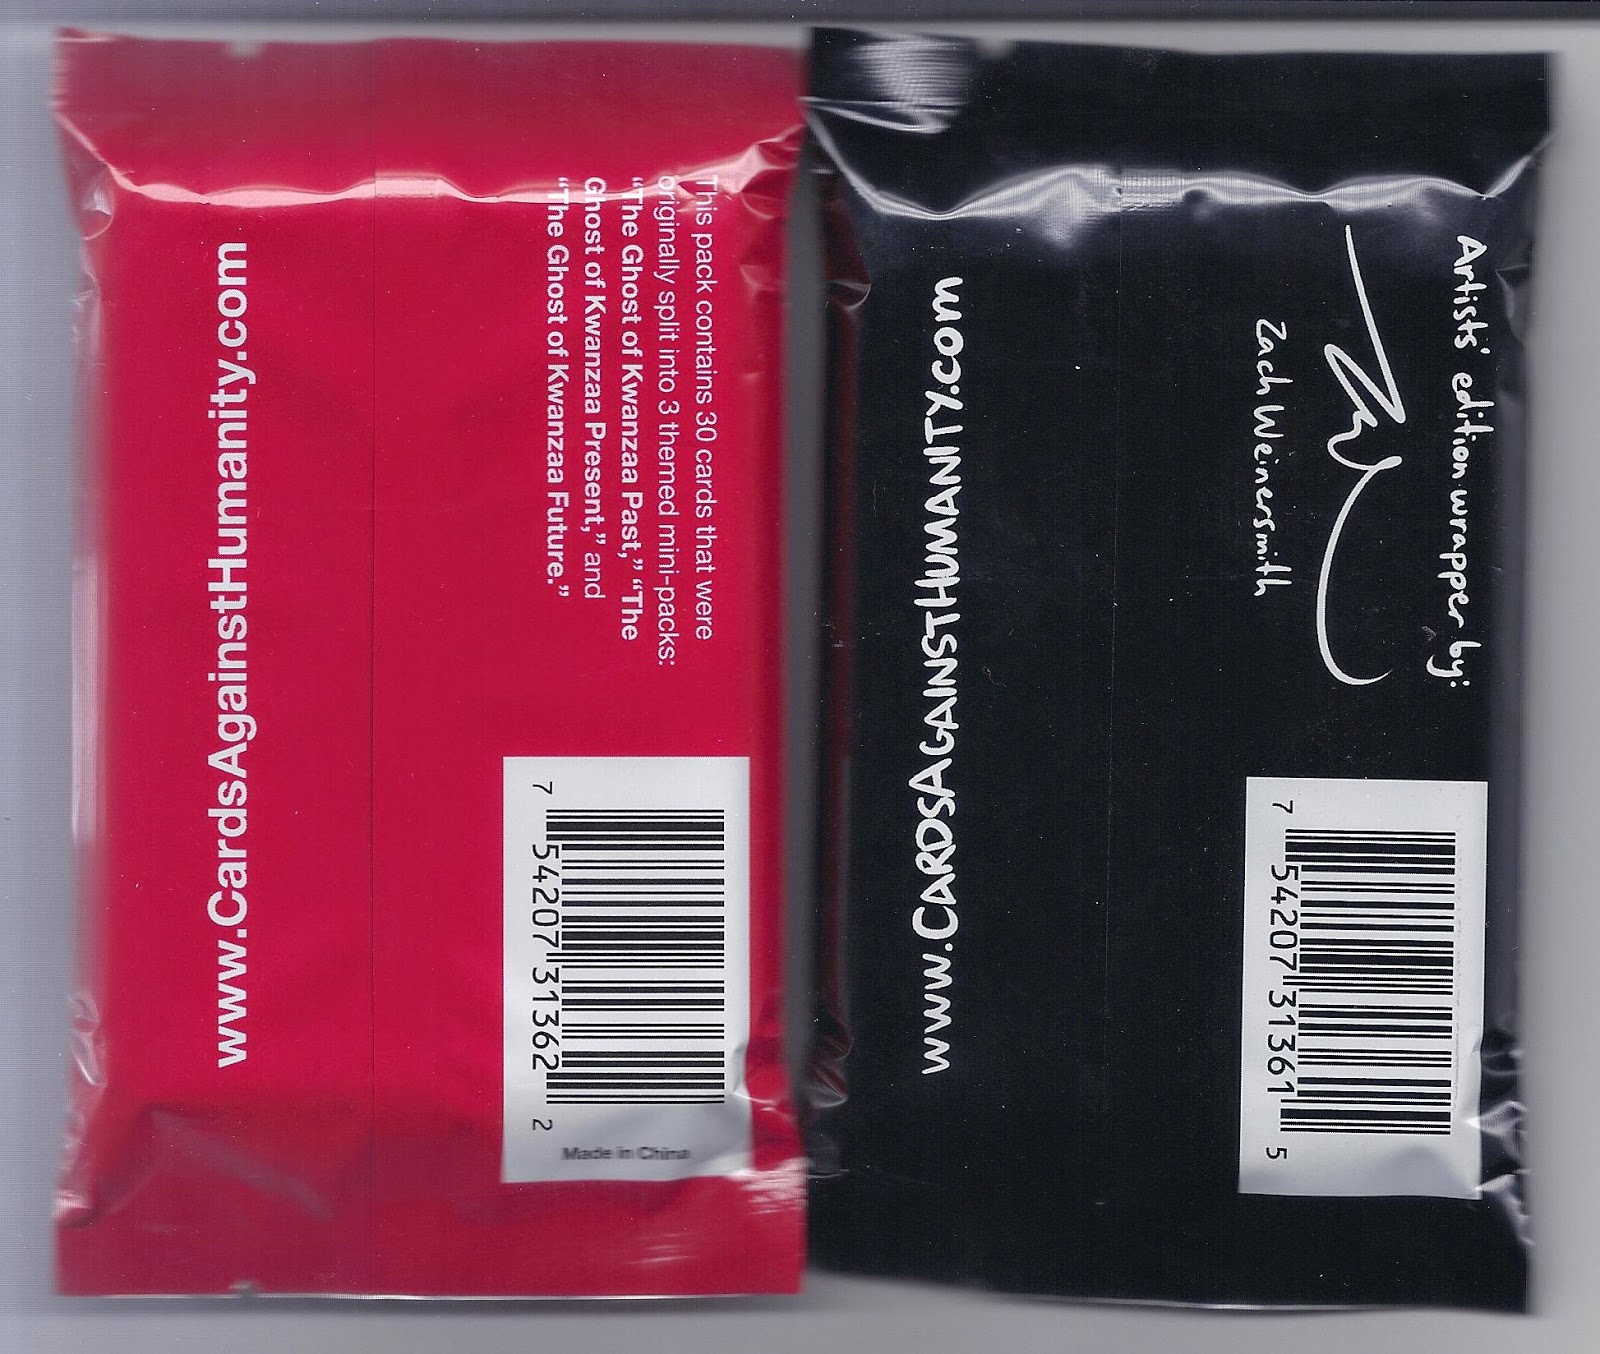 This pack contains 30 cards that were
originally split into 3 themed mini-packs:
“The Ghost of Kwanzaa Past,” “The
Ghost of Kwanzaa Present,” and
“The Ghost of Kwanzaa Future.”
www.CardsAgainstHumanity.com
7 54207 31362 2
Made in China
Artists' edition wrapper by:
Zach Weinersmith
www.CARDSAGAINSTHUMANITY.com
7 54207 31361 5